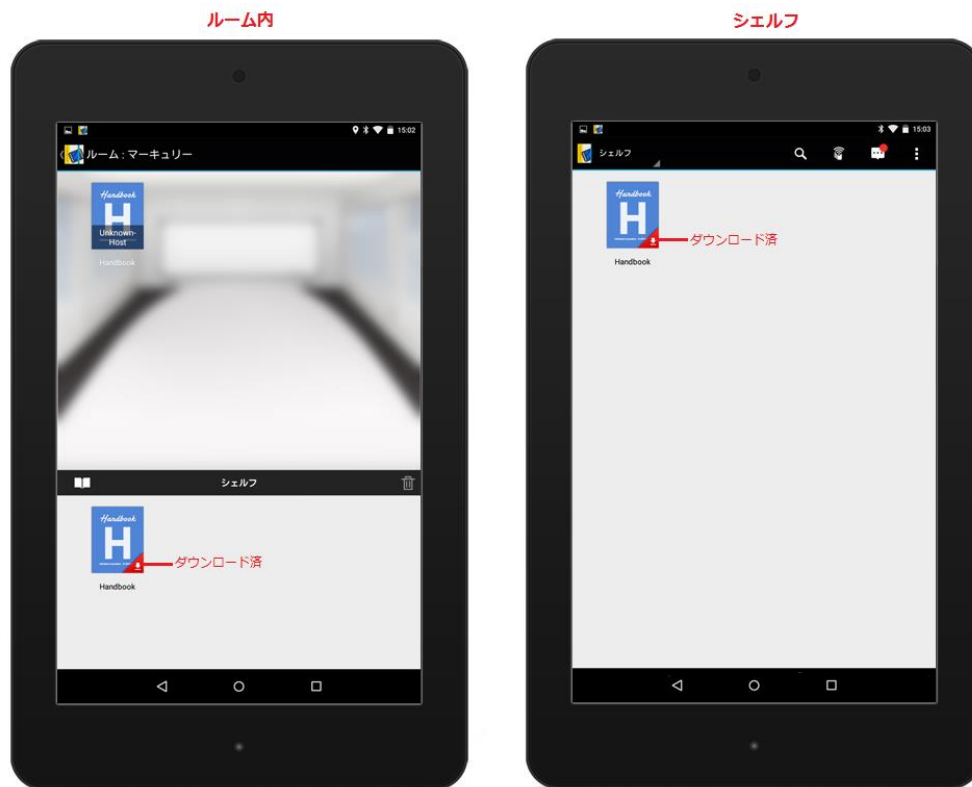 ルーム内
15:02
ルーム : マーキュリー
Handbook
H
Unknown-
Host
Handbook
シェルフ
Handbook
H
ダウンロード済
Handbook
シェルフ
15:03
シェルフ
Handbook
H
ダウンロード済
Handbook